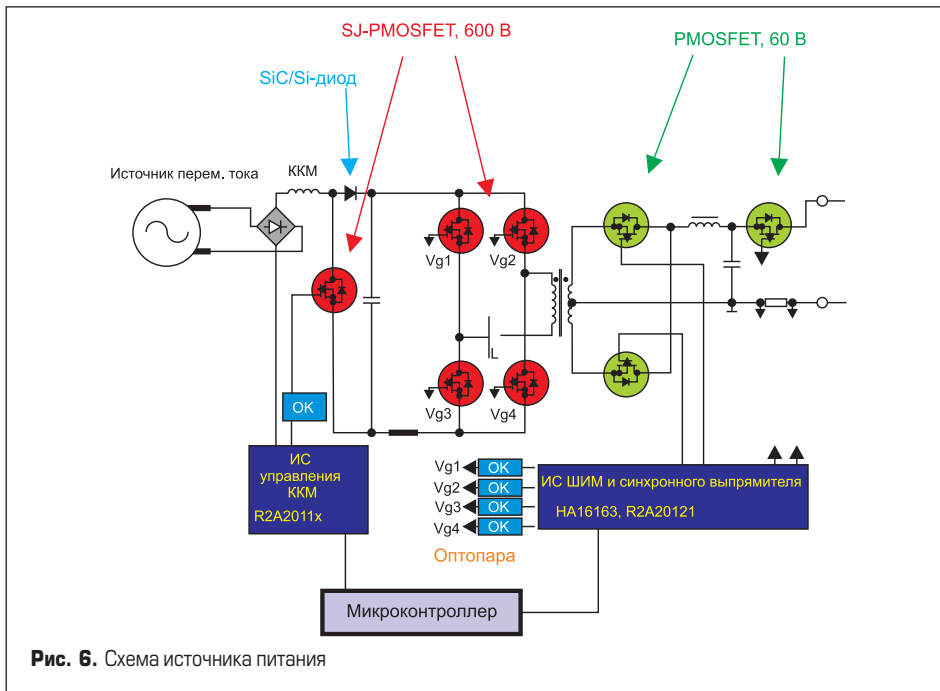 SJ-PMOSFET, 600 В
PMOSFET, 60 В
SiC/Si-диод
Источник перем. тока
ККМ
Vg1
Vg2
L
Vg3
Vg4
OK
ИС
управления
ККМ
R2A2011x
Vg1
OK
Vg2
OK
Vg3
OK
Vg4
OK
Оптопара
ИС ШИМ и синхронного выпрямителя
HA16163, R2A20121
Микроконтроллер
Рис. 6. Схема источника питания